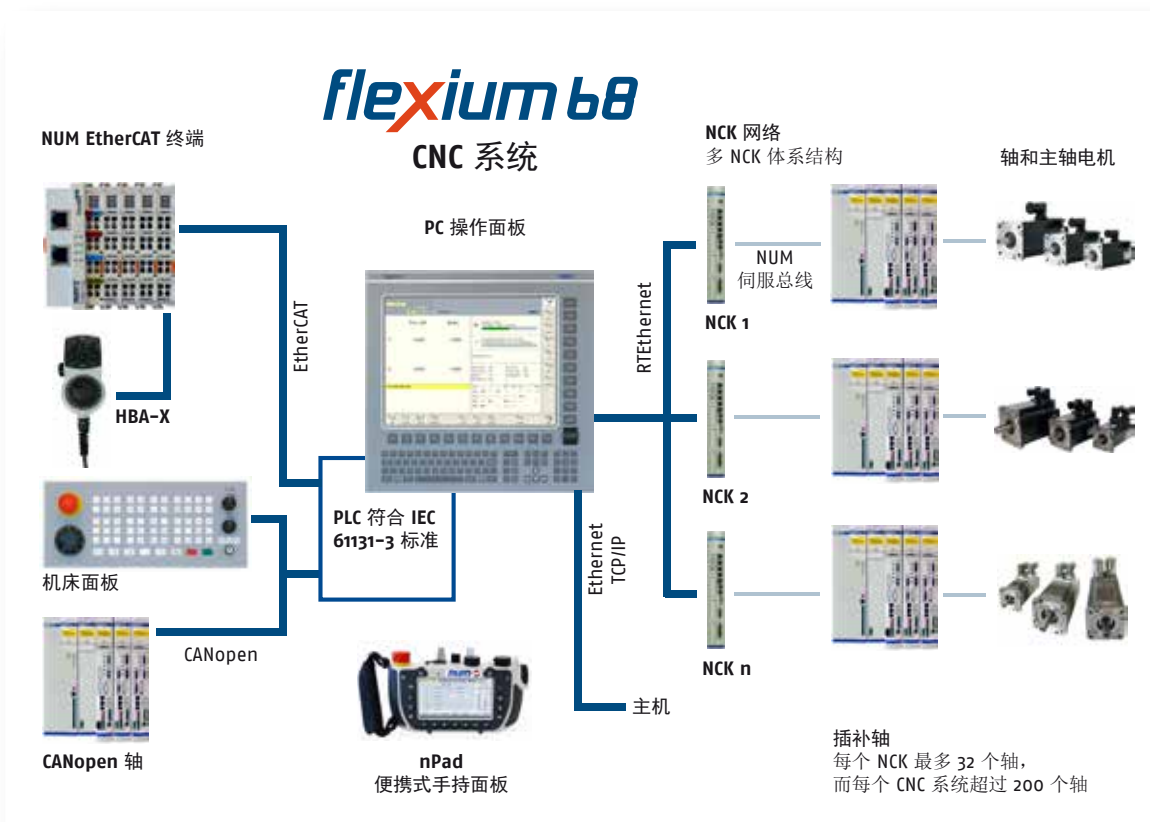 flexium 68
CNC 系统
NUM EtherCAT 终端
HBA-X
机床面板
CANopen 轴
EtherCAT
CANopen
PC 操作面板
PLC 符合 IEC
61131-3 标准
nPad
便携式手持面板
num
RTEthernet
Ethernet
TCP/IP
主机
NCK 网络
多 NCK 体系结构
NUM
伺服总线
NCK 1
NCK 2
NCK n
轴和主轴电机
插补轴
每个 NCK 最多 32 个轴，
而每个 CNC 系统超过 200 个轴